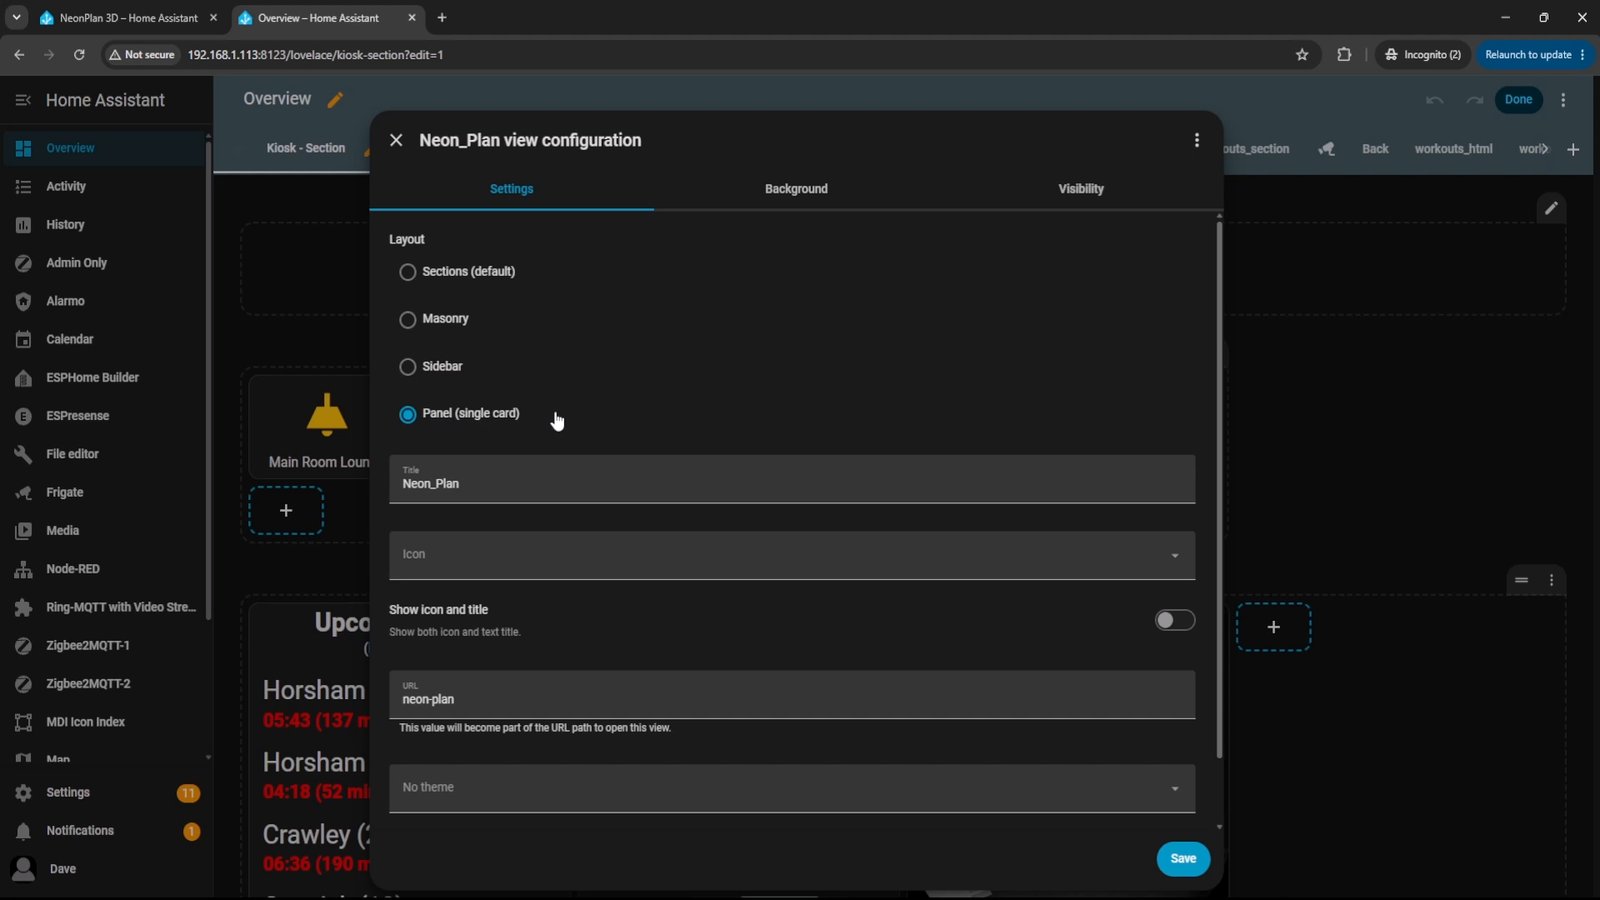 NeonPlan 3D – Home Assistant
Overview – Home Assistant
Not secure
192.168.1.113:8123/lovelace/kiosk-section?edit=1
Incognito (2)
Relaunch to update
Home Assistant
Overview
Done
Kiosk - Section
outs_section
Back
workouts_html
Overview
Activity
History
Admin Only
Alarmo
Calendar
ESPHome Builder
ESPresense
File editor
Frigate
Media
Node-RED
Ring-MQTT with Video Stre...
Zigbee2MQTT-1
Zigbee2MQTT-2
MDI Icon Index
Map
Settings
11
Notifications
1
Dave
Main Room Loun
Upco
Horsham
05:43 (137 m
Horsham
04:18 (52 mi
Crawley (2
06:36 (190 m
Neon_Plan view configuration
Settings
Background
Visibility
Layout
Sections (default)
Masonry
Sidebar
Panel (single card)
Title
Neon_Plan
Icon
Show icon and title
Show both icon and text title.
URL
neon-plan
This value will become part of the URL path to open this view.
No theme
Save